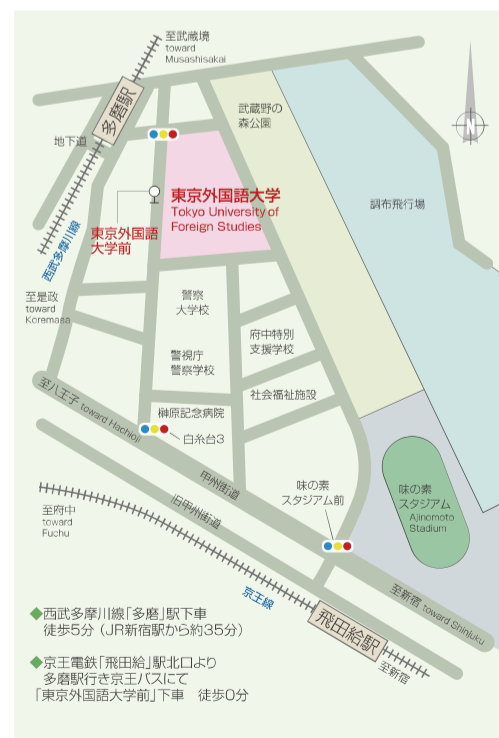 至武蔵境
toward
Musashisakai
多磨駅
地下道
武蔵野の
森公園
N
調布飛行場
東京外国語大学
Tokyo University of
Foreign Studies
東京外国語
大学前
西武多摩川線
至是政
toward
Koremasa
警察
大学校
府中特別
支援学校
警視庁
警察学校
社会福祉施設
榊原記念病院
白糸台3
至八王子 toward Hachioji
甲州街道
旧甲州街道
味の素
スタジアム前
味の素
スタジアム
Ajinomoto
Stadium
至府中
toward
Fuchu
京王線
至新宿 toward Shinjuku
飛田給駅
至新宿
◆西武多摩川線「多磨」駅下車
徒歩5分（JR新宿駅から約35分）
◆京王電鉄「飛田給」駅北口より
多磨駅行き京王バスにて
「東京外国語大学前」下車　徒歩0分